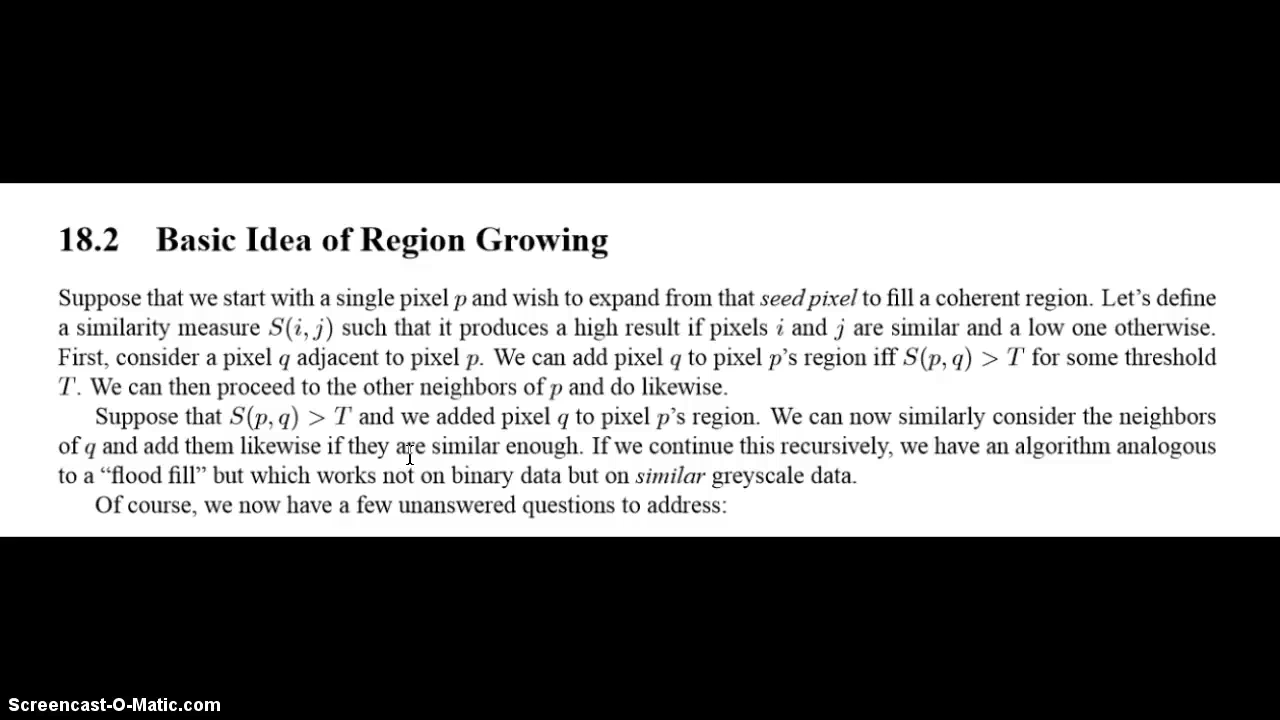 18.2 Basic Idea of Region Growing
Suppose that we start with a single pixel p and wish to expand from that seed pixel to fill a coherent region. Let's define
a similarity measure S(i, j) such that it produces a high result if pixels i and j are similar and a low one otherwise.
First, consider a pixel q adjacent to pixel p. We can add pixel q to pixel p's region iff S(p, q) > T for some threshold
T. We can then proceed to the other neighbors of p and do likewise.
Suppose that S(p, q) > T and we added pixel q to pixel p's region. We can now similarly consider the neighbors
of q and add them likewise if they are similar enough. If we continue this recursively, we have an algorithm analogous
to a “flood fill” but which works not on binary data but on similar greyscale data.
Of course, we now have a few unanswered questions to address:
Screencast-O-Matic.com